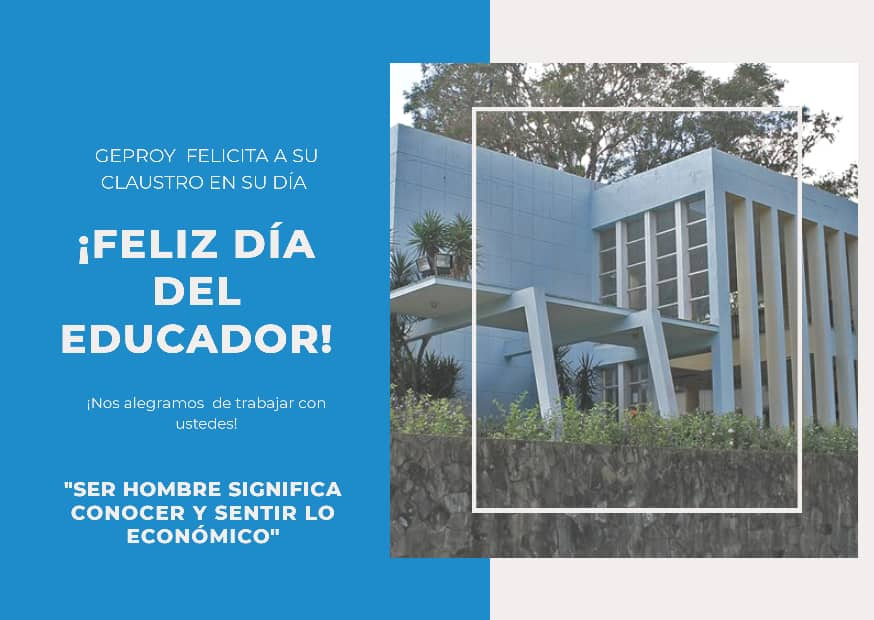 GEPROY  FELICITA A SU
CLAUSTRO EN SU DÍA
¡FELIZ DÍA
DEL
EDUCADOR!
¡Nos alegramos  de trabajar con
ustedes!
"SER HOMBRE SIGNIFICA
CONOCER Y SENTIR LO
ECONÓMICO"